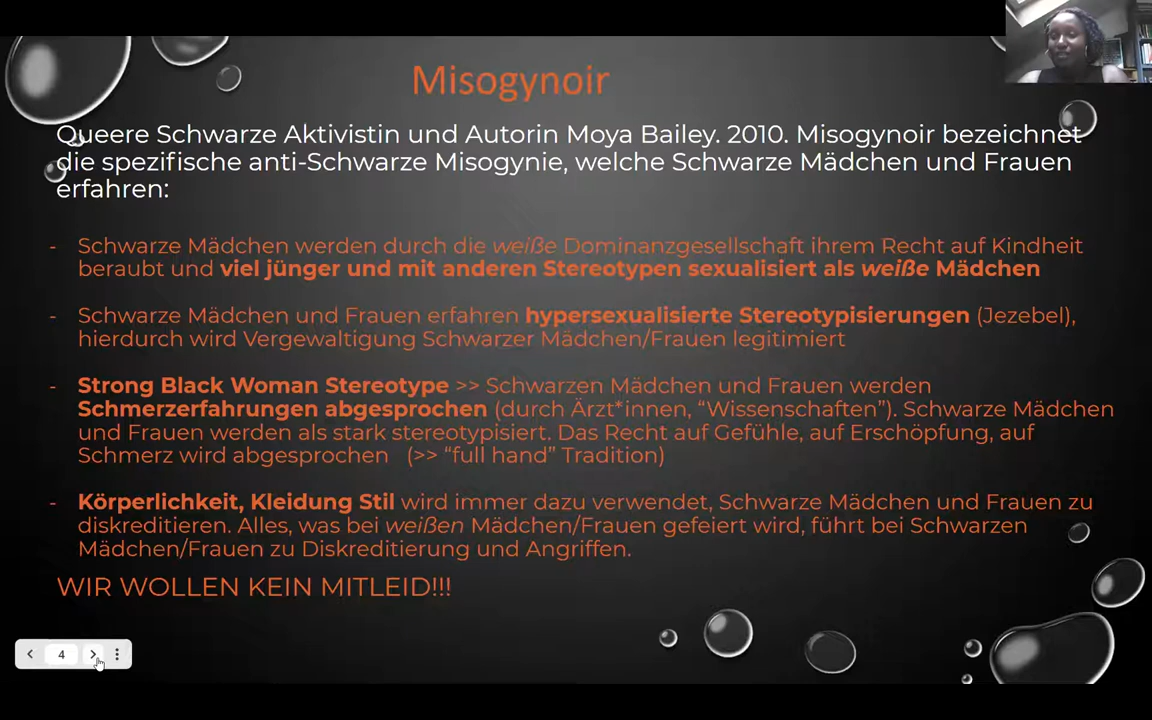 Misogynoir
Queere Schwarze Aktivistin und Autorin Moya Bailey. 2010. Misogynoir bezeichnet
die spezifische anti-Schwarze Misogynie, welche Schwarze Mädchen und Frauen
erfahren:
- Schwarze Mädchen werden durch die weiße Dominanzgesellschaft ihrem Recht auf Kindheit
beraubt und viel jünger und mit anderen Stereotypen sexualisiert als weiße Mädchen
- Schwarze Mädchen und Frauen erfahren hypersexualisierte Stereotypisierungen (Jezebel),
hierdurch wird Vergewaltigung Schwarzer Mädchen/Frauen legitimiert
- Strong Black Woman Stereotype >> Schwarzen Mädchen und Frauen werden
Schmerzerfahrungen abgesprochen (durch Ärzt*innen, “Wissenschaften”). Schwarze Mädchen
und Frauen werden als stark stereotypisiert. Das Recht auf Gefühle, auf Erschöpfung, auf
Schmerz wird abgesprochen (>> “full hand” Tradition)
- Körperlichkeit, Kleidung Stil wird immer dazu verwendet, Schwarze Mädchen und Frauen zu
diskreditieren. Alles, was bei weißen Mädchen/Frauen gefeiert wird, führt bei Schwarzen
Mädchen/Frauen zu Diskreditierung und Angriffen.
WIR WOLLEN KEIN MITLEID!!!
4